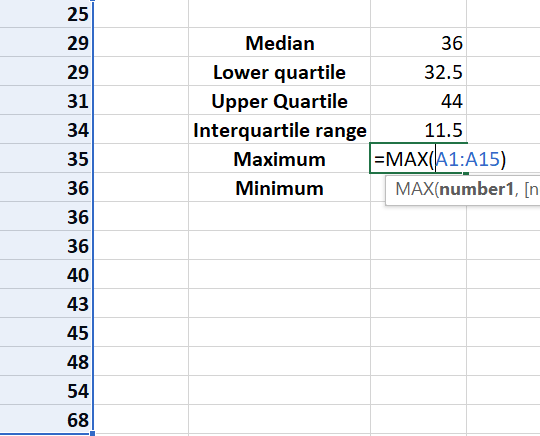 25
29 Median 36
29 Lower quartile 32.5
31 Upper Quartile 44
34 Interquartile range 11.5
35 Maximum =MAX(A1:A15)
36 Minimum MAX(number1, [n
36
36
40
43
45
48
54
68